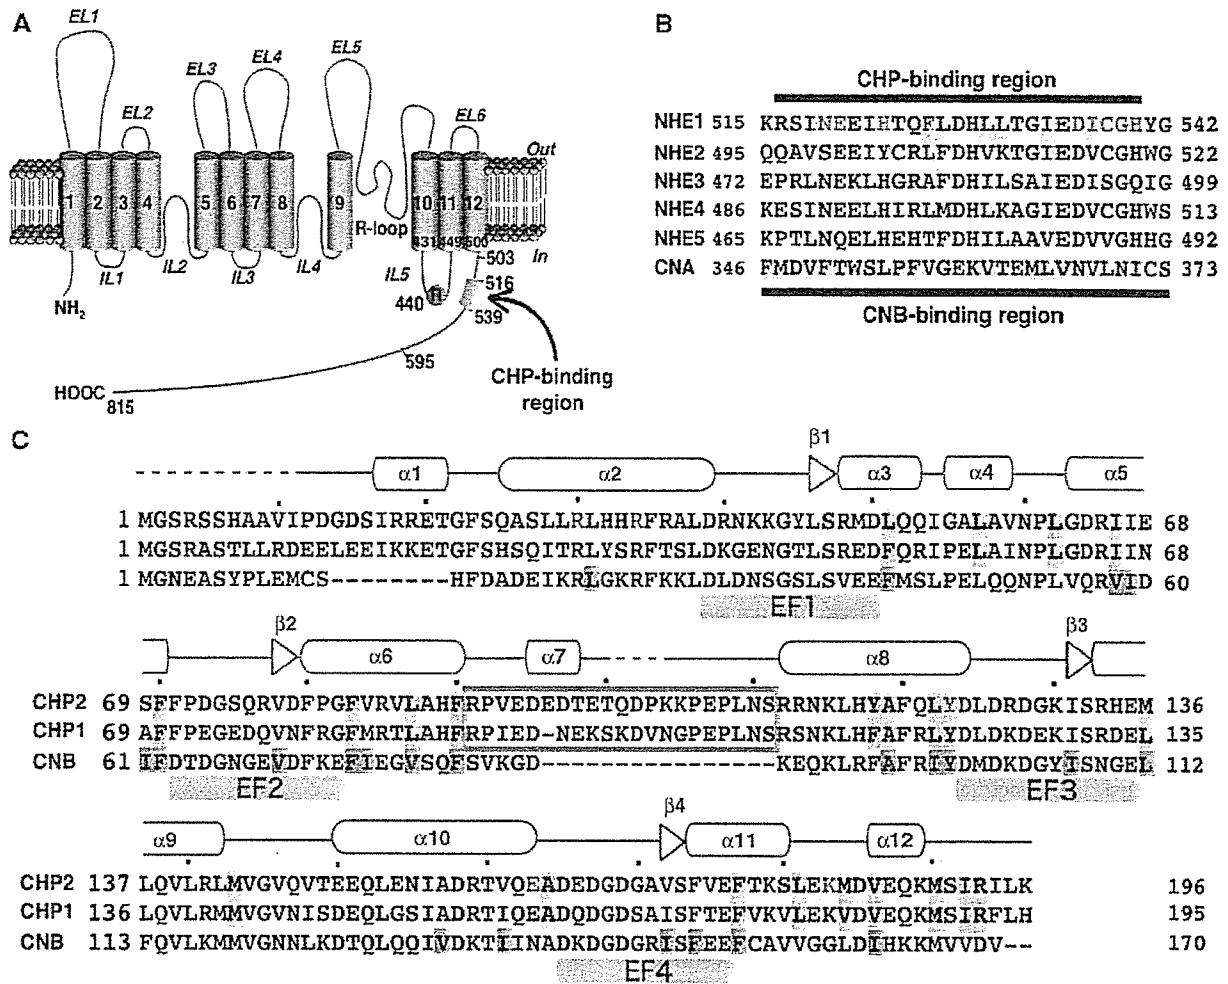 A
EL1
EL2
EL3
EL4
EL5
EL6
Out
1 2 3 4 5 6 7 8 9 10 11 12
R-loop
431 449 500
In
503
IL1
IL2
IL3
IL4
IL5
516
440
539
NH2
595
HOOC
815
CHP-binding
region
B
CHP-binding region
NHE1 515 KRSINEEIHTQFLDHLLTGIEDICGHYG 542
NHE2 495 QQAVSEEIYCRLFDHVKTGIEDVCGHWG 522
NHE3 472 EPRLNEKLHGRAFDHILSAIEDISGQIG 499
NHE4 486 KESINEELHIRLMDHLKAGIEDVCGHWS 513
NHE5 465 KPTLNQELHEHTFDHILAAVEDVVGHHG 492
CNA 346 FMDVFTWSLPFVGEKVTEMLVNVLNICS 373
CNB-binding region
C
α1 α2 β1 α3 α4 α5
1 MGSRSSHAAVIPDGDSIRRETGFSQASLLRLHHRFRALDRNKKGYLSRMDLQQIGALAVNPLGDRIIE 68
1 MGSRASTLLRDEELEEIKKETGFSHSQITRLYSRFTSLDKGENGTLSREDFQRIPELAINPLGDRIIN 68
1 MGNEASYPLEMCS--------HFDADEIKRLGKRFKKLDLDNSGSLSVEEFMSLPELQQNPLVQRVID 60
EF1
β2 α6 α7 α8 β3
CHP2 69 SFFPDGSQRVDFPGFVRVLAHFRPVEDEDTETQDPKKPEPLNSRRNKLHYAFQLYDLDRDGKISRHEM 136
CHP1 69 AFFPEGEDQVNFRGFMRTLAHFRPIED-NEKSKDVNGPEPLNSRSNKLHFAFRLYDLDKDEKISRDEL 135
CNB 61 IFDTDGNGEVDFKEFIEGVSQFSVKGD----------------KEQKLRFAFRIYDMDKDGYISNGEL 112
EF2 EF3
α9 α10 β4 α11 α12
CHP2 137 LQVLRLMVGVQVTEEQLENIADRTVQEADEDGDGAVSFVEFTKSLEKMDVEQKMSIRILK 196
CHP1 136 LQVLRMMVGVNISDEQLGSIADRTIQEADQDGDSAISFTEFVKVLEKVDVEQKMSIRFLH 195
CNB 113 FQVLKMMVGNNLKDTQLQQIVDKTIINADKDGDGRISFEEFCAVVGGLDIHKKMVVDV-- 170
EF4